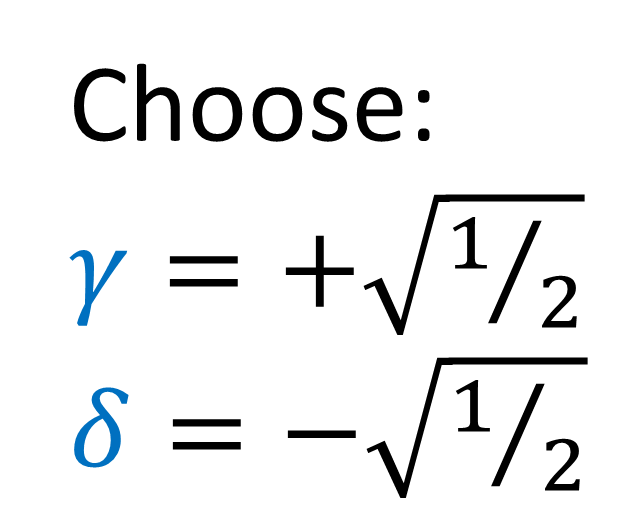 Choose:
γ = +√1/2
δ = −√1/2